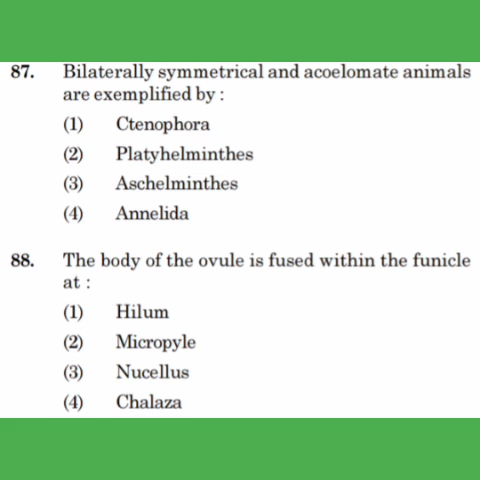 87. Bilaterally symmetrical and acoelomate animals
are exemplified by :
(1) Ctenophora
(2) Platyhelminthes
(3) Aschelminthes
(4) Annelida
88. The body of the ovule is fused within the funicle
at :
(1) Hilum
(2) Micropyle
(3) Nucellus
(4) Chalaza